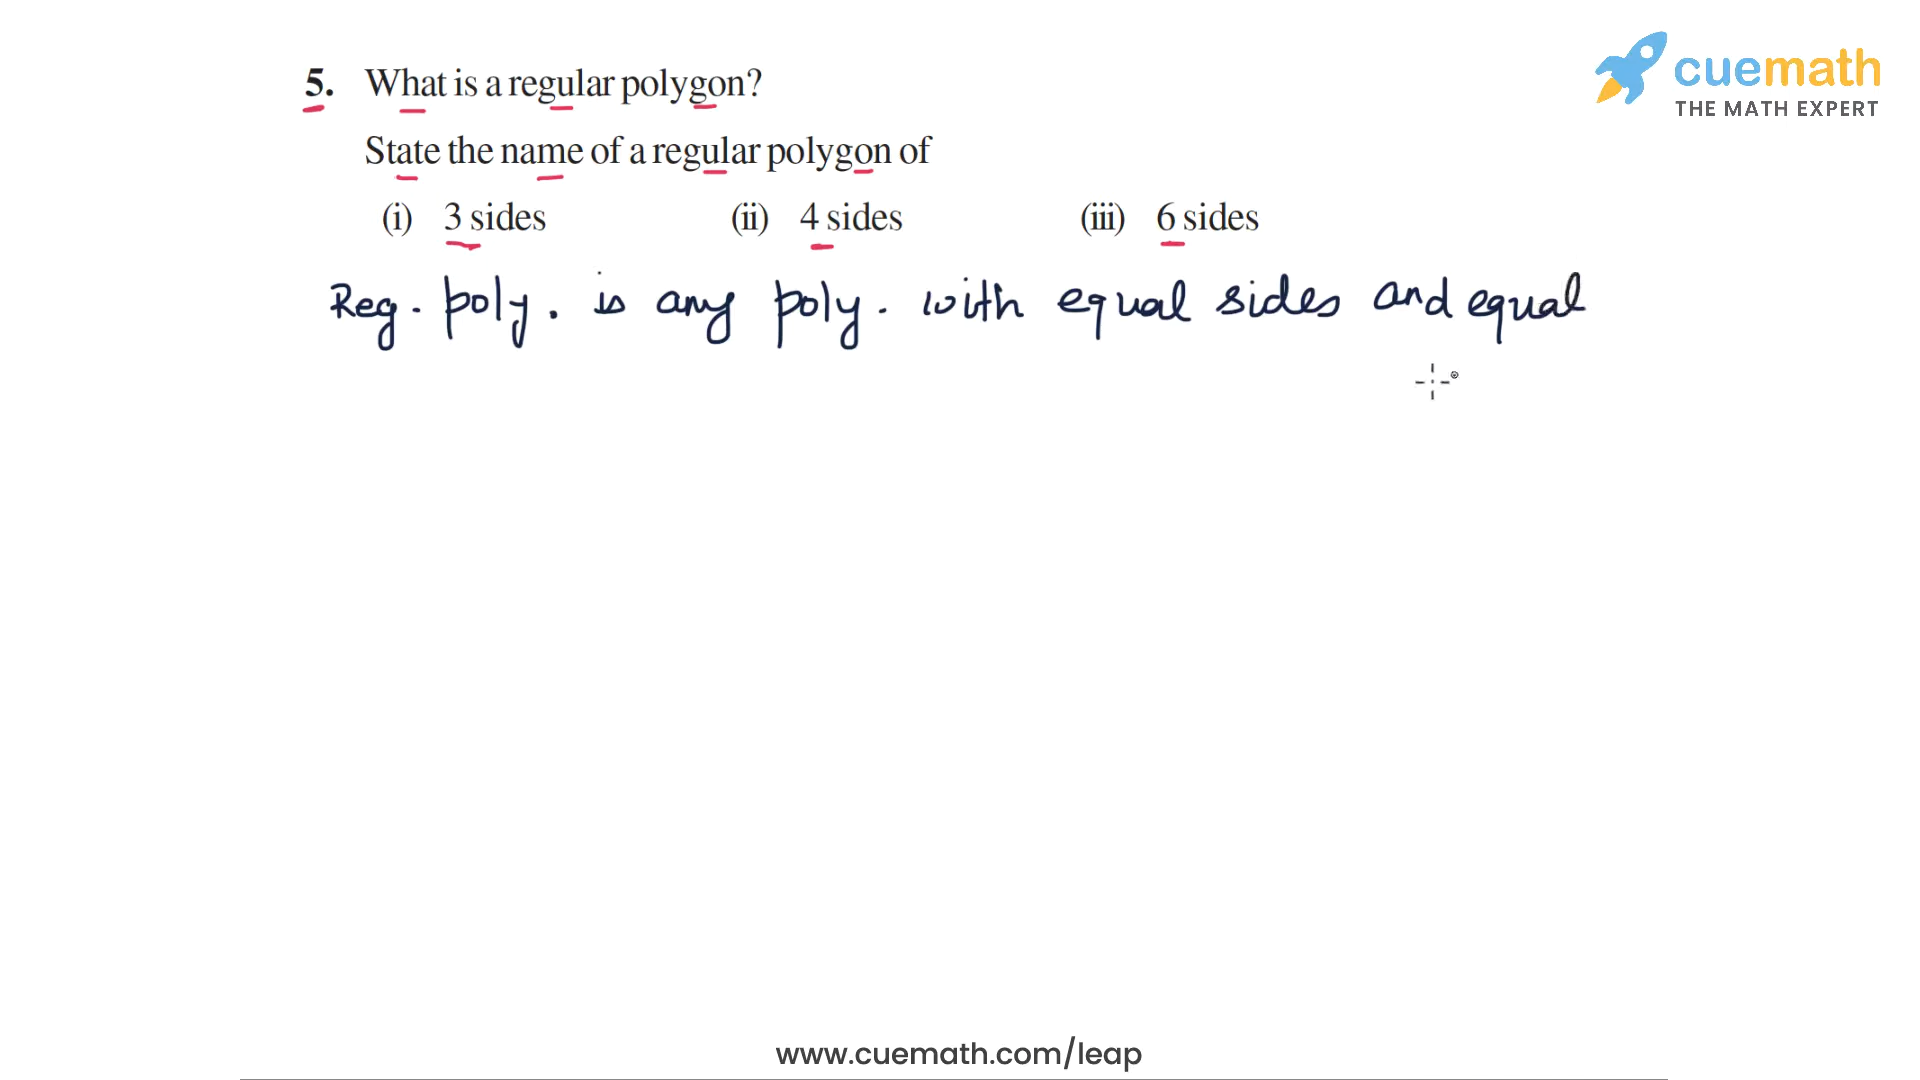 cuemath
THE MATH EXPERT
5. What is a regular polygon?
State the name of a regular polygon of
(i) 3 sides (ii) 4 sides (iii) 6 sides
Reg. poly. is any poly. with equal sides and equal
www.cuemath.com/leap